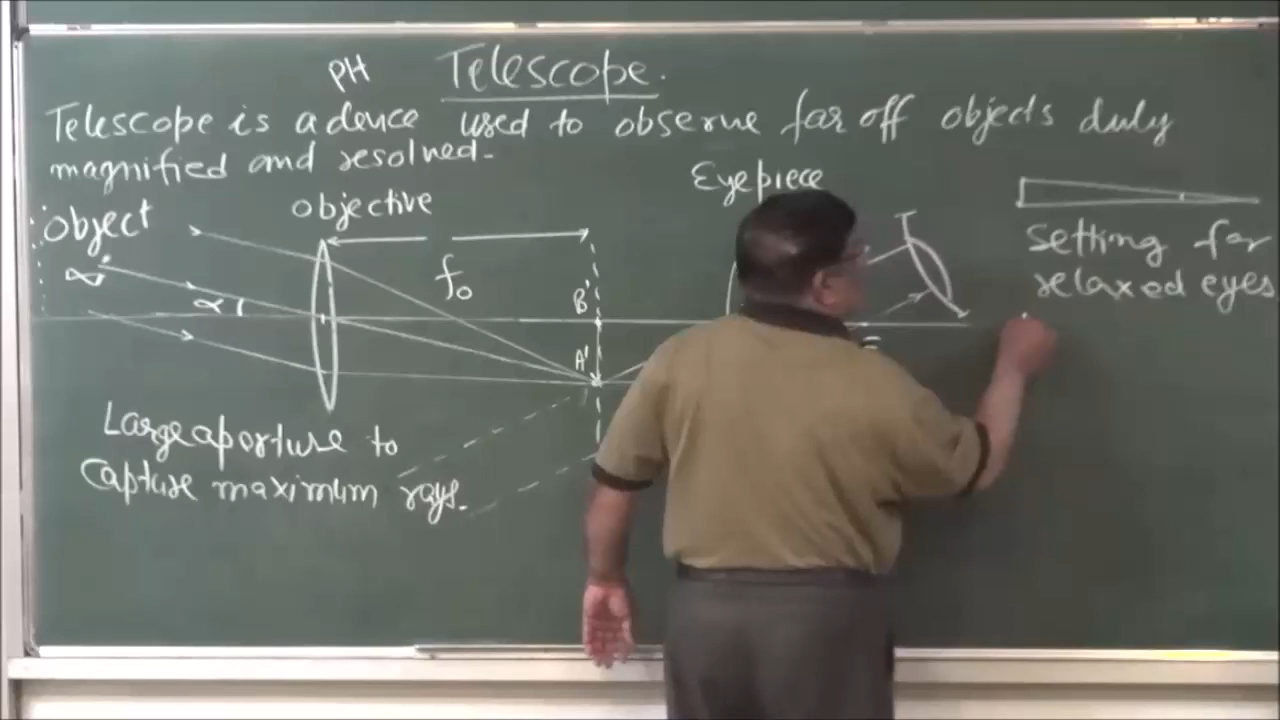 PH Telescope.
Telescope is a device used to observe far off objects duly
magnified and resolved.
Eyepiece
object
objective
∞
α
fo
B'
A'
setting for
relaxed eyes
Large aperture to
Capture maximum rays.